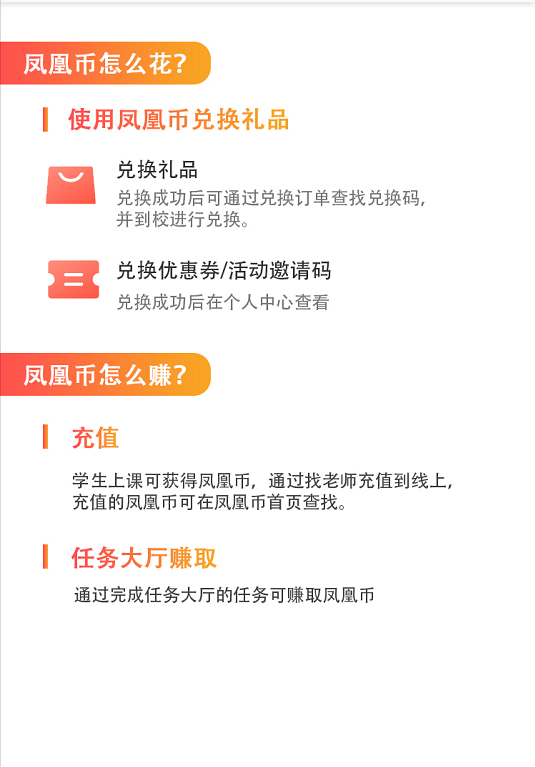 凤凰币怎么花？
使用凤凰币兑换礼品
兑换礼品
兑换成功后可通过兑换订单查找兑换码，
并到校进行兑换。
兑换优惠券/活动邀请码
兑换成功后在个人中心查看
凤凰币怎么赚？
充值
学生上课可获得凤凰币，通过找老师充值到线上，
充值的凤凰币可在凤凰币首页查找。
任务大厅赚取
通过完成任务大厅的任务可赚取凤凰币